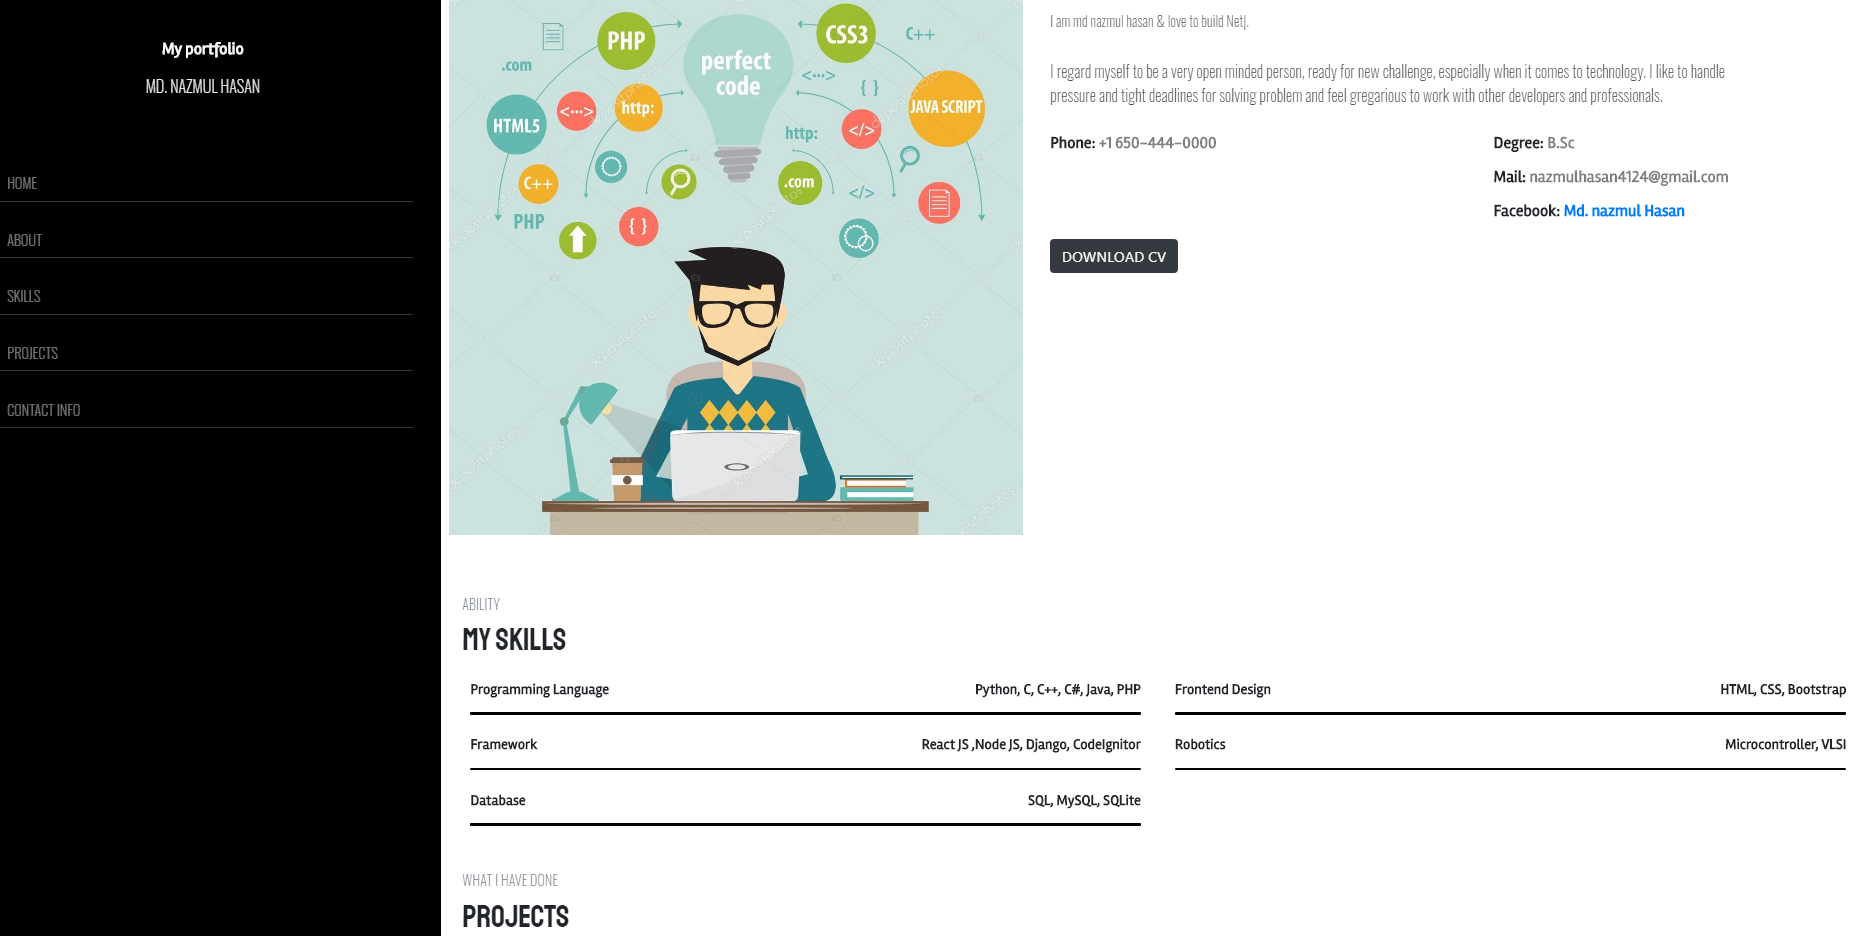 My portfolio
MD. NAZMUL HASAN
HOME
ABOUT
SKILLS
PROJECTS
CONTACT INFO
PHP
perfect
code
CSS3
C++
.com
<...>
{ }
HTML5
<...>
http:
JAVA SCRIPT
http:
</>
C++
.com
</>
PHP
{ }
depositphotos
I am md nazmul hasan & love to build Net|.
I regard myself to be a very open minded person, ready for new challenge, especially when it comes to technology. I like to handle
pressure and tight deadlines for solving problem and feel gregarious to work with other developers and professionals.
Phone: +1 650-444-0000
Degree: B.Sc
Mail: nazmulhasan4124@gmail.com
Facebook: Md. nazmul Hasan
DOWNLOAD CV
ABILITY
MY SKILLS
Programming Language Python, C, C++, C#, Java, PHP
Frontend Design HTML, CSS, Bootstrap
Framework React JS ,Node JS, Django, CodeIgnitor
Robotics Microcontroller, VLSI
Database SQL, MySQL, SQLite
WHAT I HAVE DONE
PROJECTS